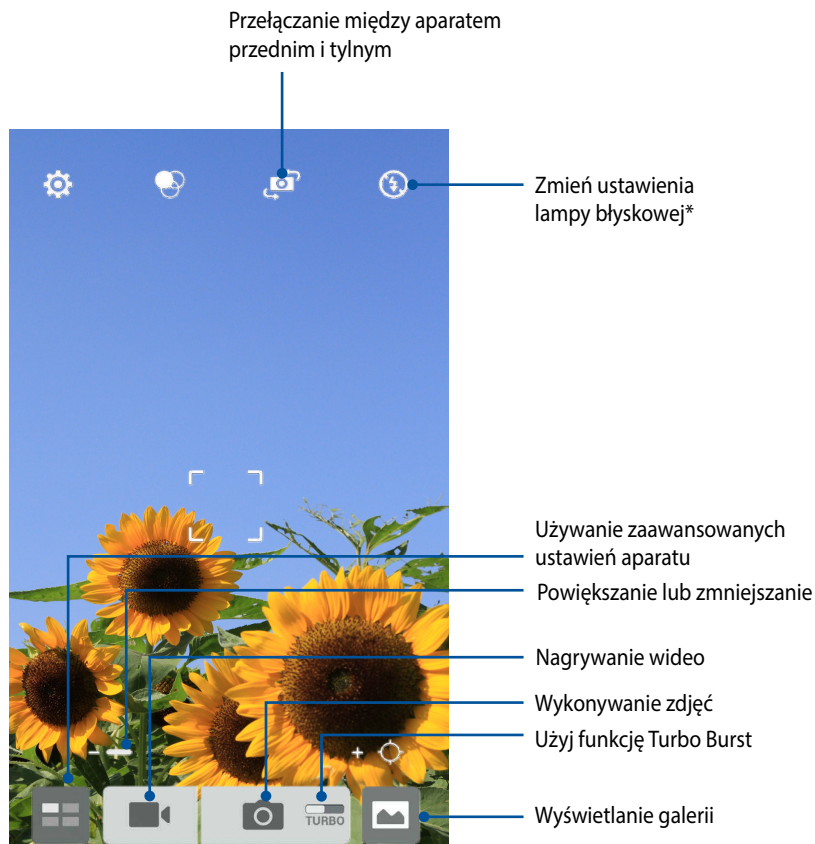 Przełączanie między aparatem
przednim i tylnym
Zmień ustawienia
lampy błyskowej*
Używanie zaawansowanych
ustawień aparatu
Powiększanie lub zmniejszanie
Nagrywanie wideo
Wykonywanie zdjęć
Użyj funkcję Turbo Burst
TURBO
Wyświetlanie galerii